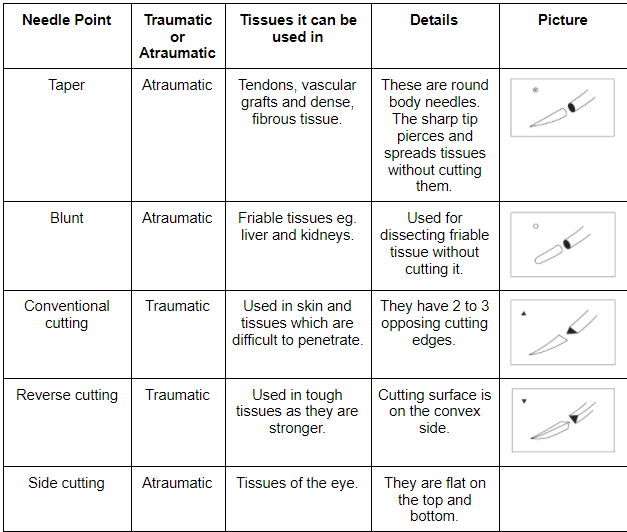 Needle Point
Traumatic
or
Atraumatic
Tissues it can be
used in
Details
Picture
Taper
Atraumatic
Tendons, vascular
grafts and dense,
fibrous tissue.
These are round
body needles.
The sharp tip
pierces and
spreads tissues
without cutting
them.
Blunt
Atraumatic
Friable tissues eg.
liver and kidneys.
Used for
dissecting friable
tissue without
cutting it.
Conventional
cutting
Traumatic
Used in skin and
tissues which are
difficult to penetrate.
They have 2 to 3
opposing cutting
edges.
Reverse cutting
Traumatic
Used in tough
tissues as they are
stronger.
Cutting surface is
on the convex
side.
Side cutting
Atraumatic
Tissues of the eye.
They are flat on
the top and
bottom.